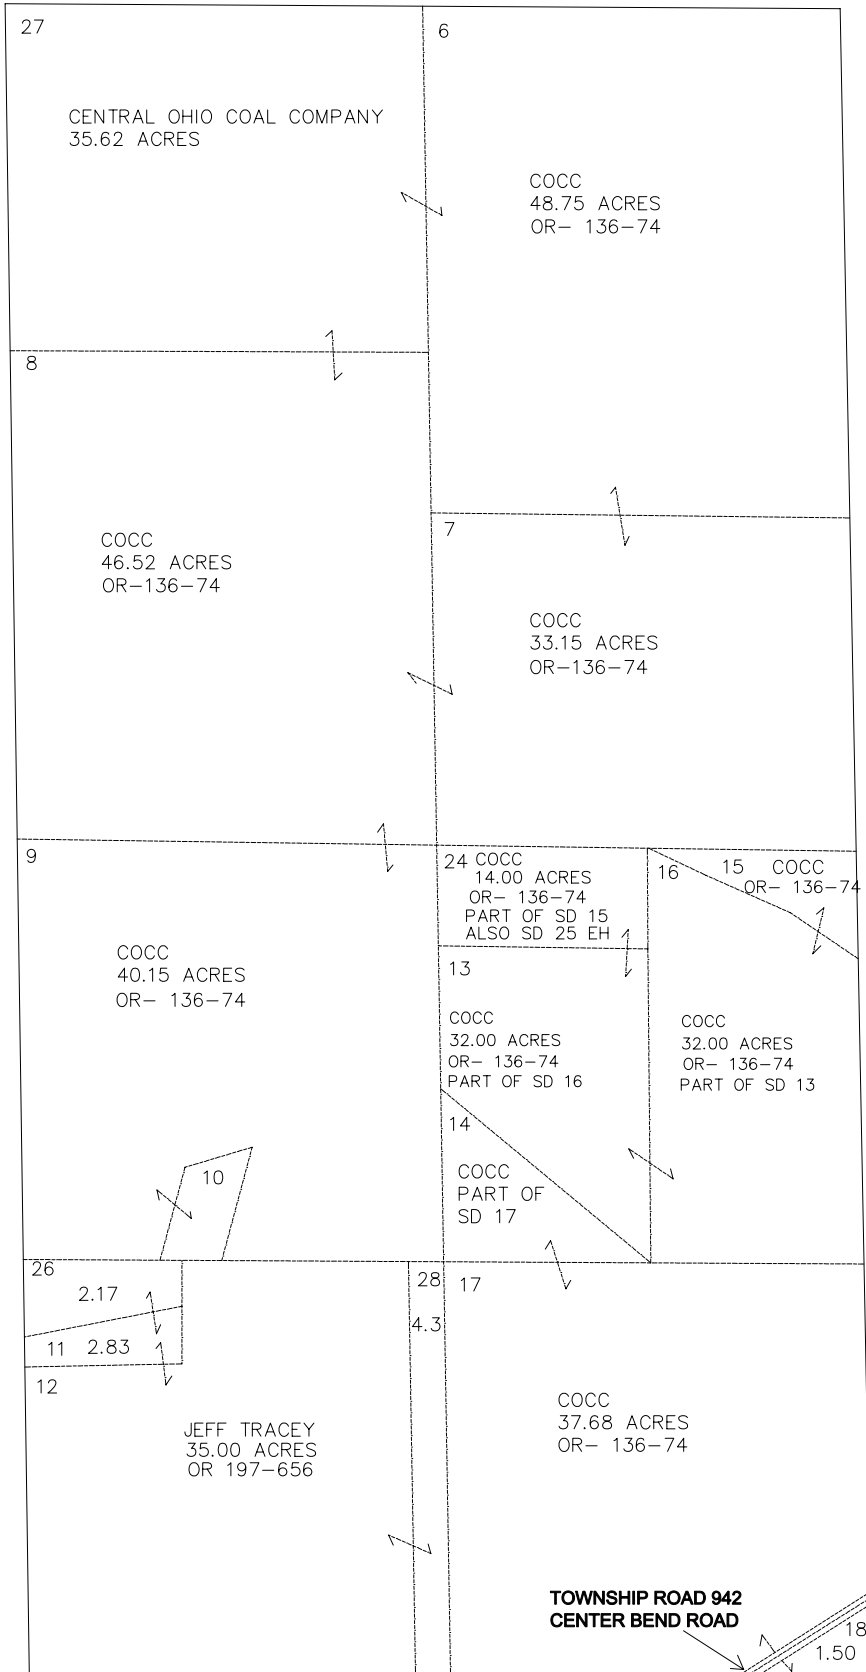 27
CENTRAL OHIO COAL COMPANY
35.62 ACRES
6
COCC
48.75 ACRES
OR- 136-74
8
COCC
46.52 ACRES
OR-136-74
7
COCC
33.15 ACRES
OR-136-74
9
COCC
40.15 ACRES
OR- 136-74
10
24 COCC
14.00 ACRES
OR- 136-74
PART OF SD 15
ALSO SD 25 EH
16
15 COCC
OR- 136-74
13
COCC
32.00 ACRES
OR- 136-74
PART OF SD 16
COCC
32.00 ACRES
OR- 136-74
PART OF SD 13
14
COCC
PART OF
SD 17
26
2.17
11 2.83
12
JEFF TRACEY
35.00 ACRES
OR 197-656
28
4.3
17
COCC
37.68 ACRES
OR- 136-74
TOWNSHIP ROAD 942
CENTER BEND ROAD
18
1.50